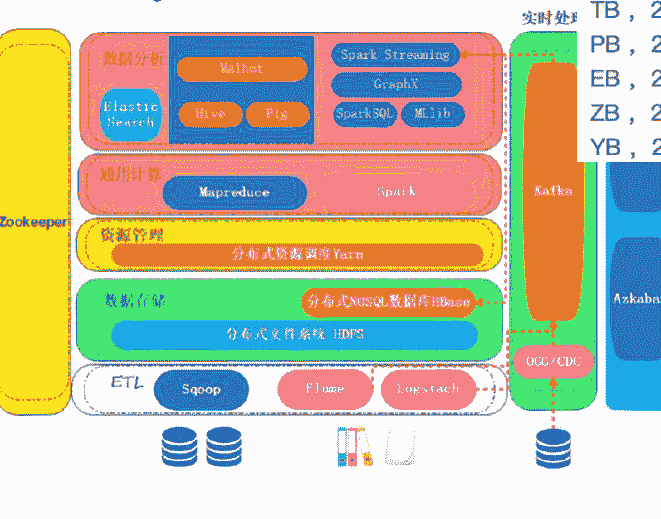 实时处理
TB , 2
PB , 2
EB , 2
ZB , 2
YB , 2
数据分析
Malhot
Hive
Pig
Elastic
Search
Spark Streaming
GraphX
SparkSQL
MLlib
通用计算
Mapreduce
Spark
Zookeeper
资源管理
分布式资源调度Yarn
数据存储
分布式NOSQL数据库HBase
分布式文件系统 HDPS
ETL
Sqoop
Flume
Logstach
Kafka
OGG/CDC
Azkaba